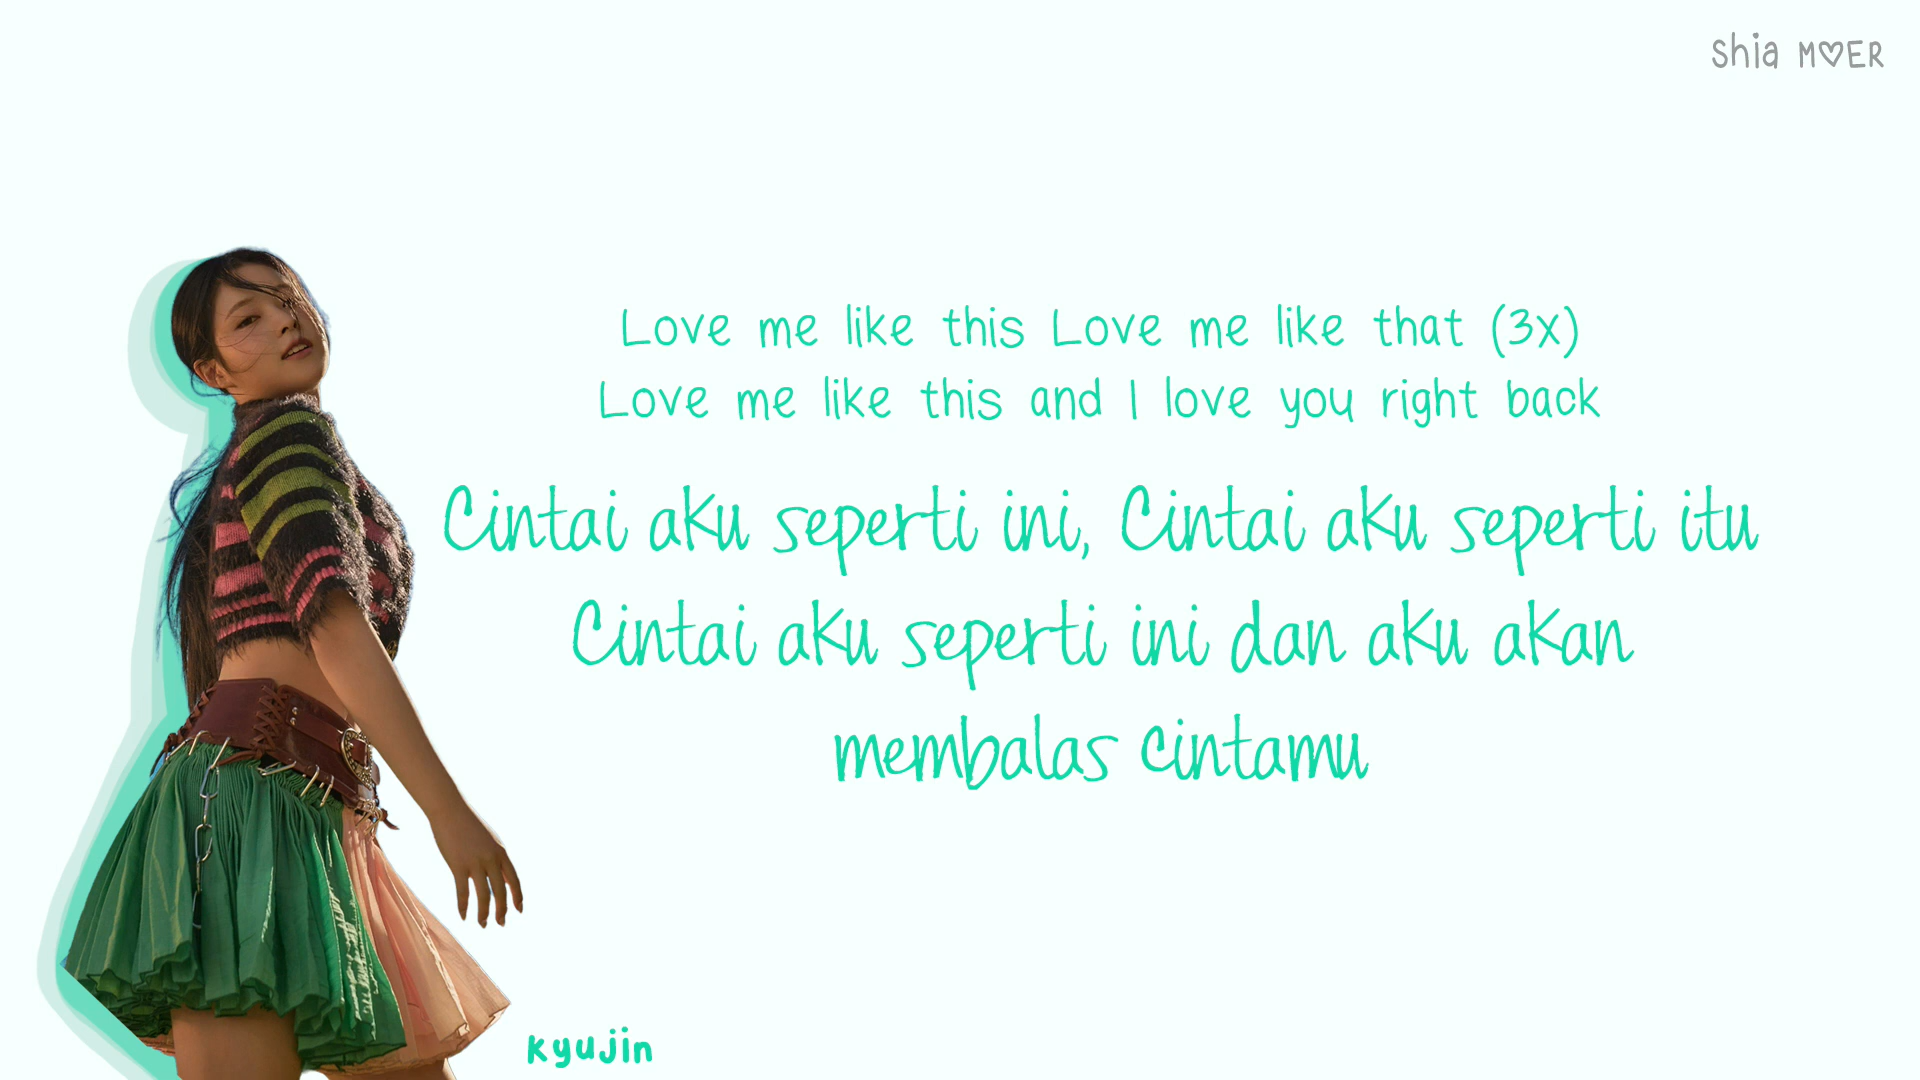 Shia M♡ER
Love me like this Love me like that (3x)
Love me like this and I love you right back
Cintai aku seperti ini, Cintai aku seperti itu
Cintai aku seperti ini dan aku akan
membalas cintamu
kyujin